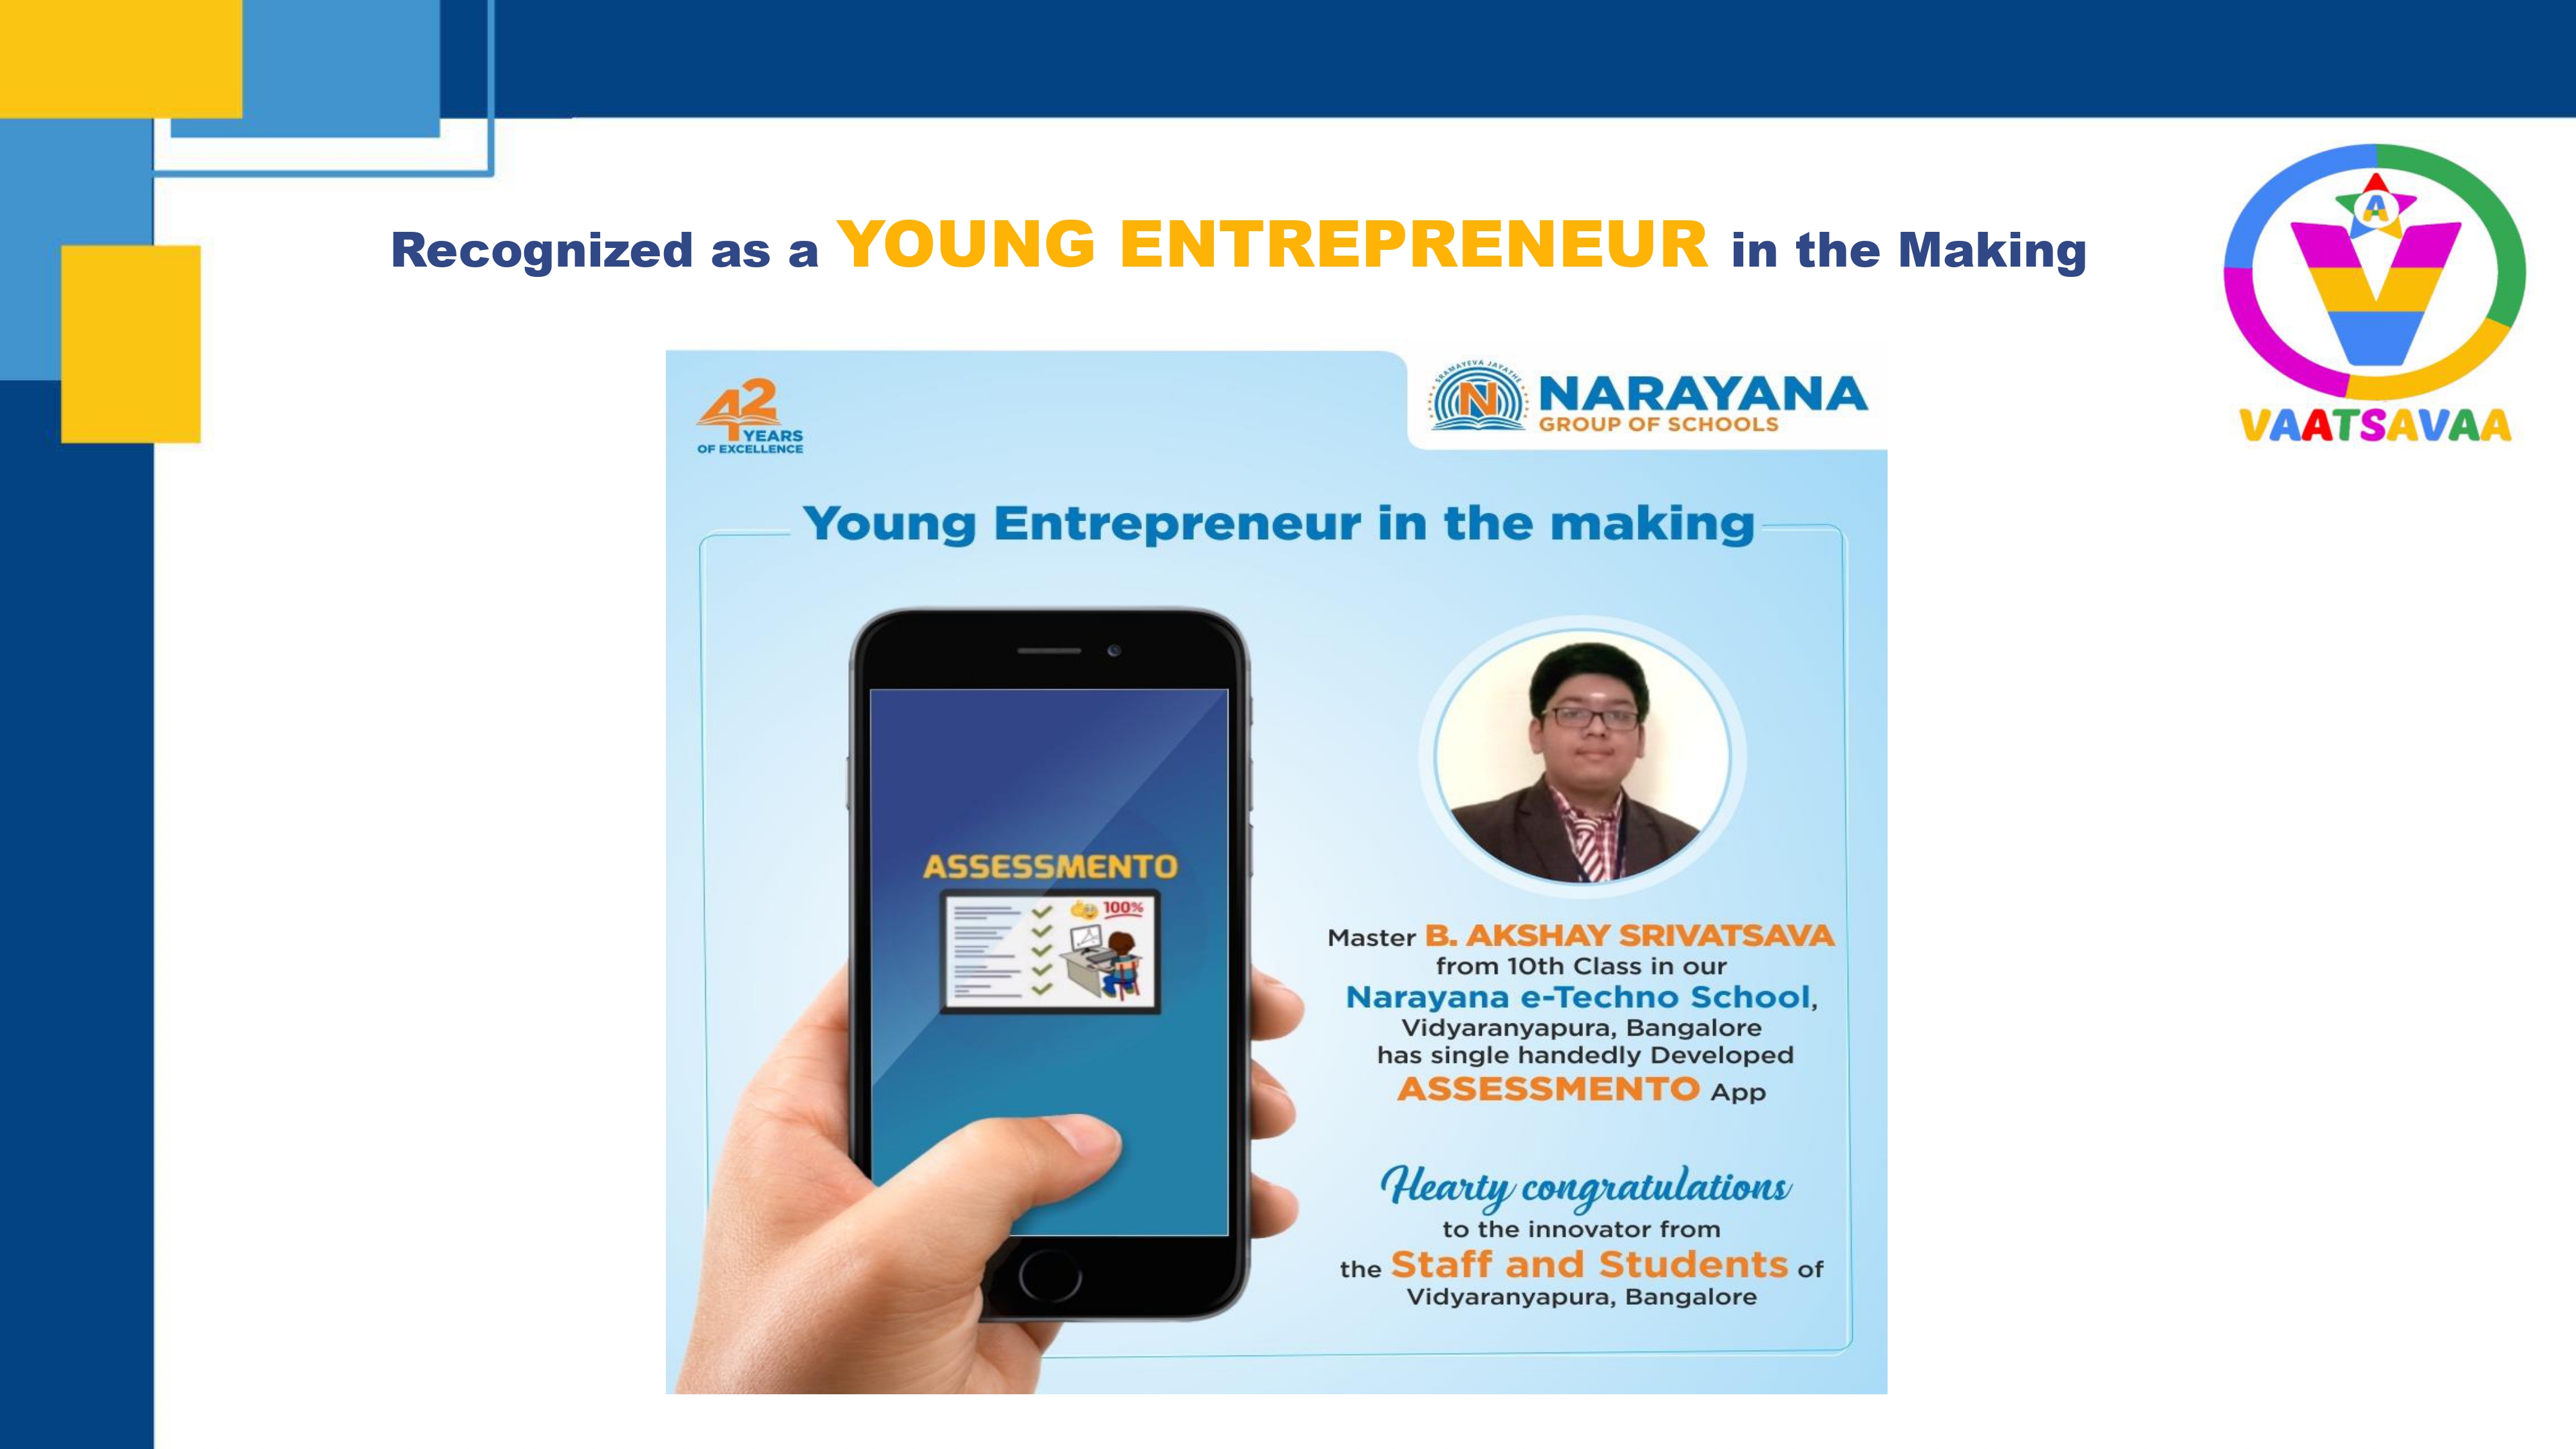 Recognized as a YOUNG ENTREPRENEUR in the Making
A
VAATSAVAA
42
YEARS
OF EXCELLENCE
SRAMAYEVA JAYATHE
N
NARAYANA
GROUP OF SCHOOLS
Young Entrepreneur in the making
ASSESSMENTO
100%
Master B. AKSHAY SRIVATSAVA
from 10th Class in our
Narayana e-Techno School,
Vidyaranyapura, Bangalore
has single handedly Developed
ASSESSMENTO App
Hearty congratulations
to the innovator from
the Staff and Students of
Vidyaranyapura, Bangalore